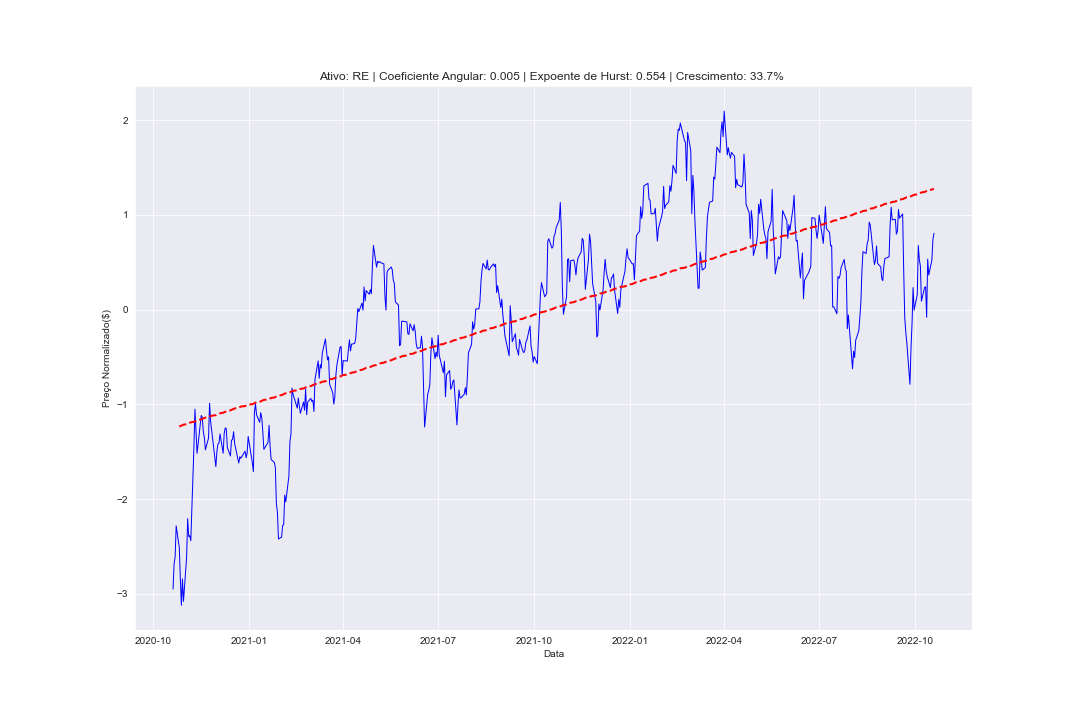 Ativo: RE | Coeficiente Angular: 0.005 | Expoente de Hurst: 0.554 | Crescimento: 33.7%
2
1
0
−1
−2
−3
Preço Normalizado($)
2020-10 2021-01 2021-04 2021-07 2021-10 2022-01 2022-04 2022-07 2022-10
Data